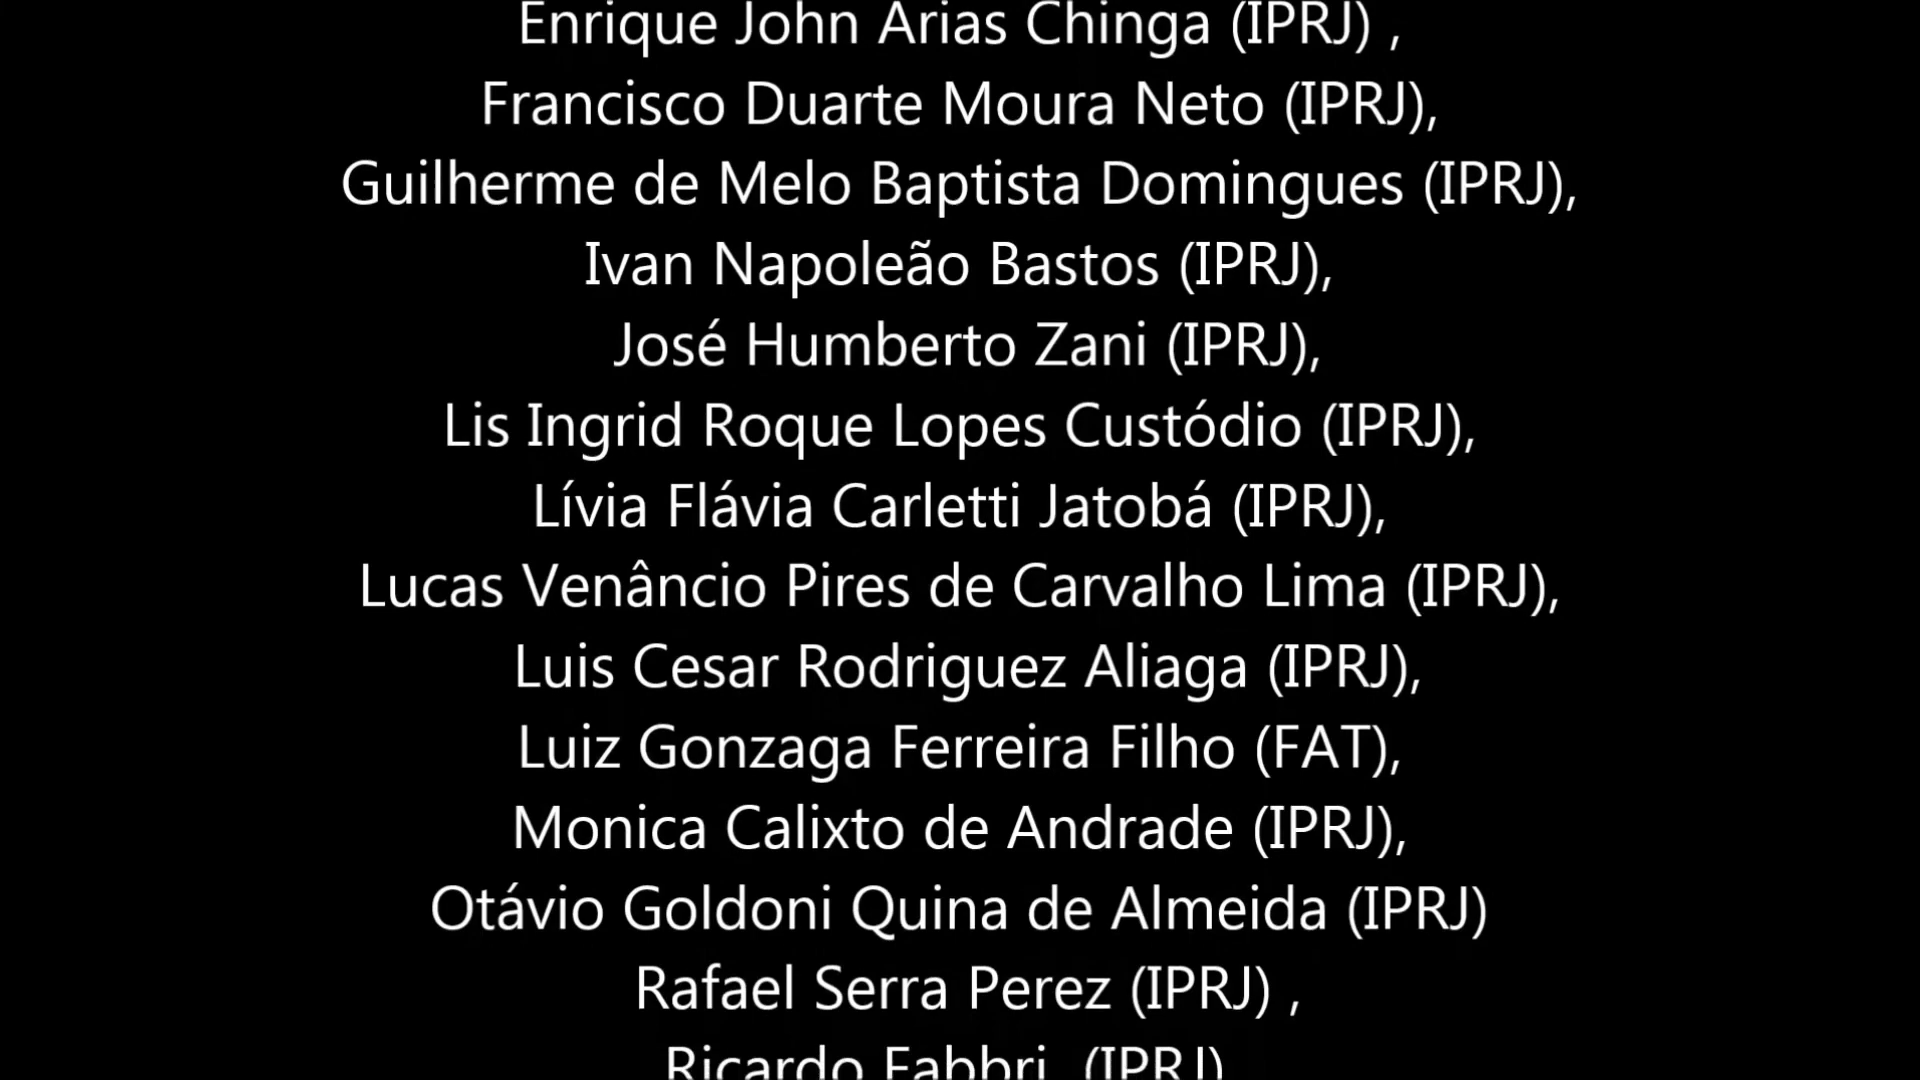 Enrique John Arias Chinga (IPRJ) ,
Francisco Duarte Moura Neto (IPRJ),
Guilherme de Melo Baptista Domingues (IPRJ),
Ivan Napoleão Bastos (IPRJ),
José Humberto Zani (IPRJ),
Lis Ingrid Roque Lopes Custódio (IPRJ),
Lívia Flávia Carletti Jatobá (IPRJ),
Lucas Venâncio Pires de Carvalho Lima (IPRJ),
Luis Cesar Rodriguez Aliaga (IPRJ),
Luiz Gonzaga Ferreira Filho (FAT),
Monica Calixto de Andrade (IPRJ),
Otávio Goldoni Quina de Almeida (IPRJ)
Rafael Serra Perez (IPRJ) ,
Ricardo Fabbri (IPRJ)